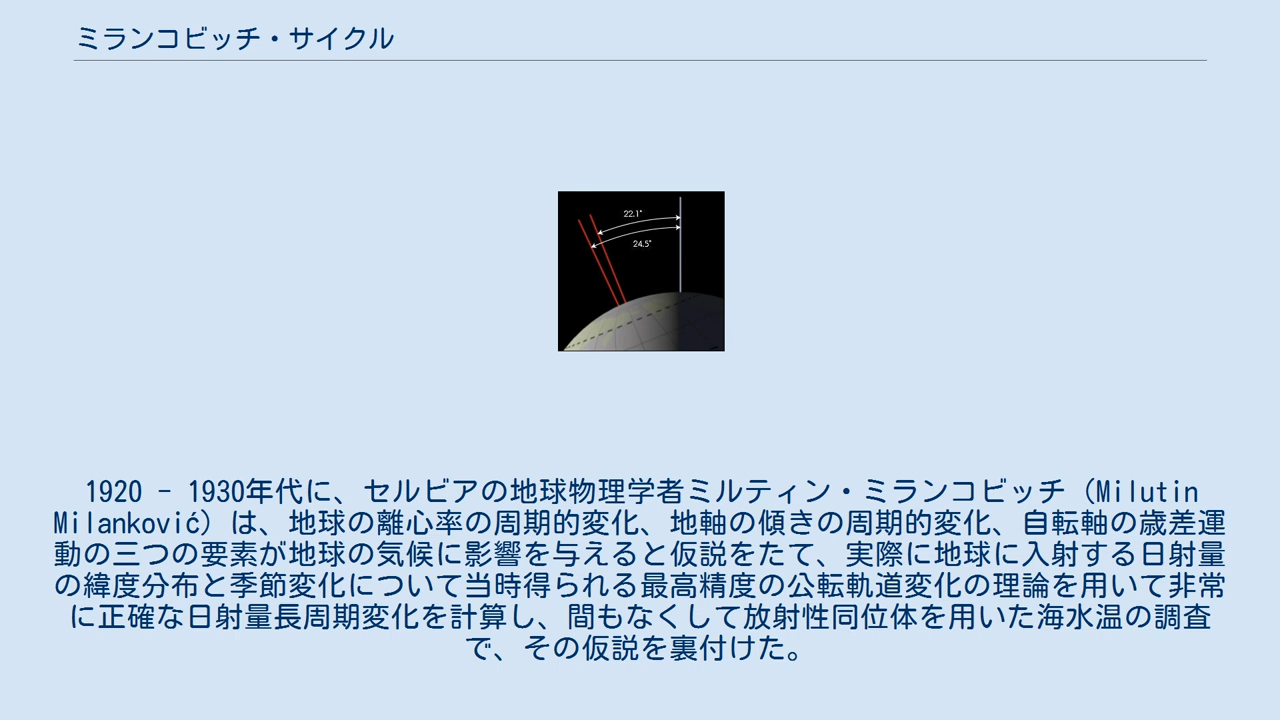 ミランコビッチ・サイクル
22.1°
24.5°
1920 - 1930年代に、セルビアの地球物理学者ミルティン・ミランコビッチ (Milutin
Milanković) は、地球の離心率の周期的変化、地軸の傾きの周期的変化、自転軸の歳差運
動の三つの要素が地球の気候に影響を与えると仮説をたて、実際に地球に入射する日射量
の緯度分布と季節変化について当時得られる最高精度の公転軌道変化の理論を用いて非常
に正確な日射量長周期変化を計算し、間もなくして放射性同位体を用いた海水温の調査
で、その仮説を裏付けた。